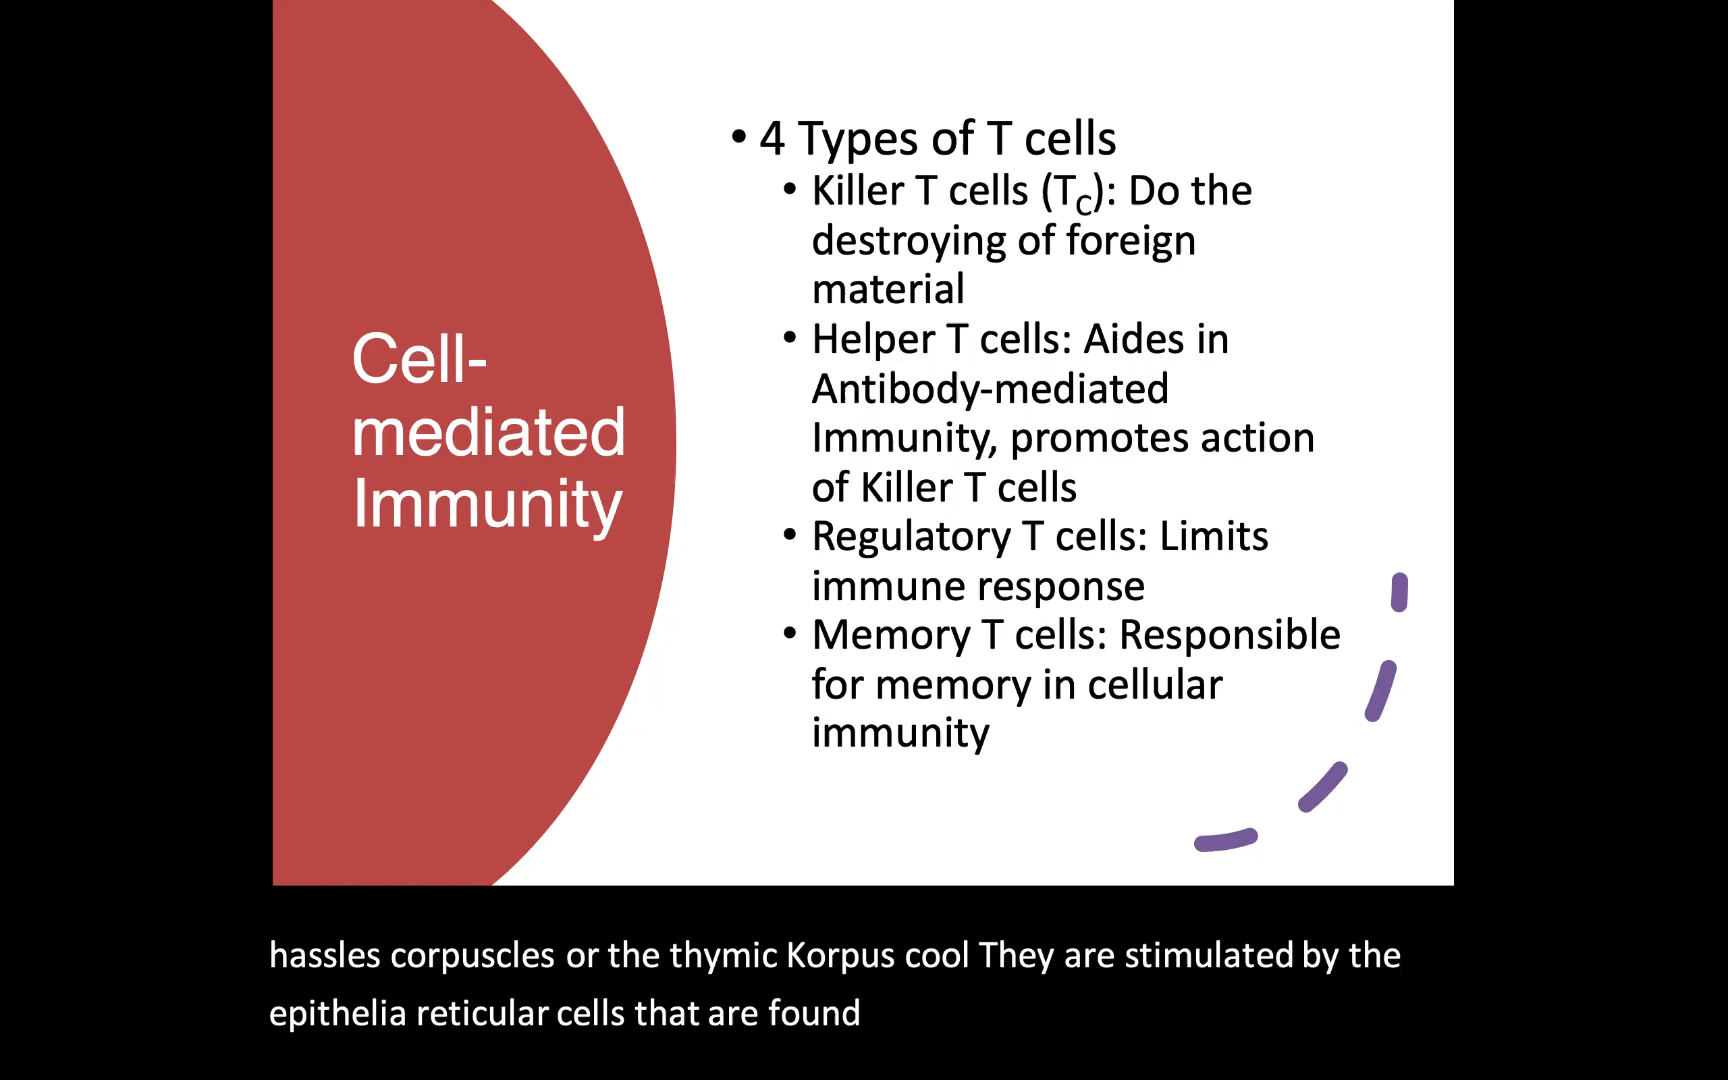 Cell-
mediated
Immunity
• 4 Types of T cells
• Killer T cells (TC): Do the
destroying of foreign
material
• Helper T cells: Aides in
Antibody-mediated
Immunity, promotes action
of Killer T cells
• Regulatory T cells: Limits
immune response
• Memory T cells: Responsible
for memory in cellular
immunity
hassles corpuscles or the thymic Korpus cool They are stimulated by the
epithelia reticular cells that are found